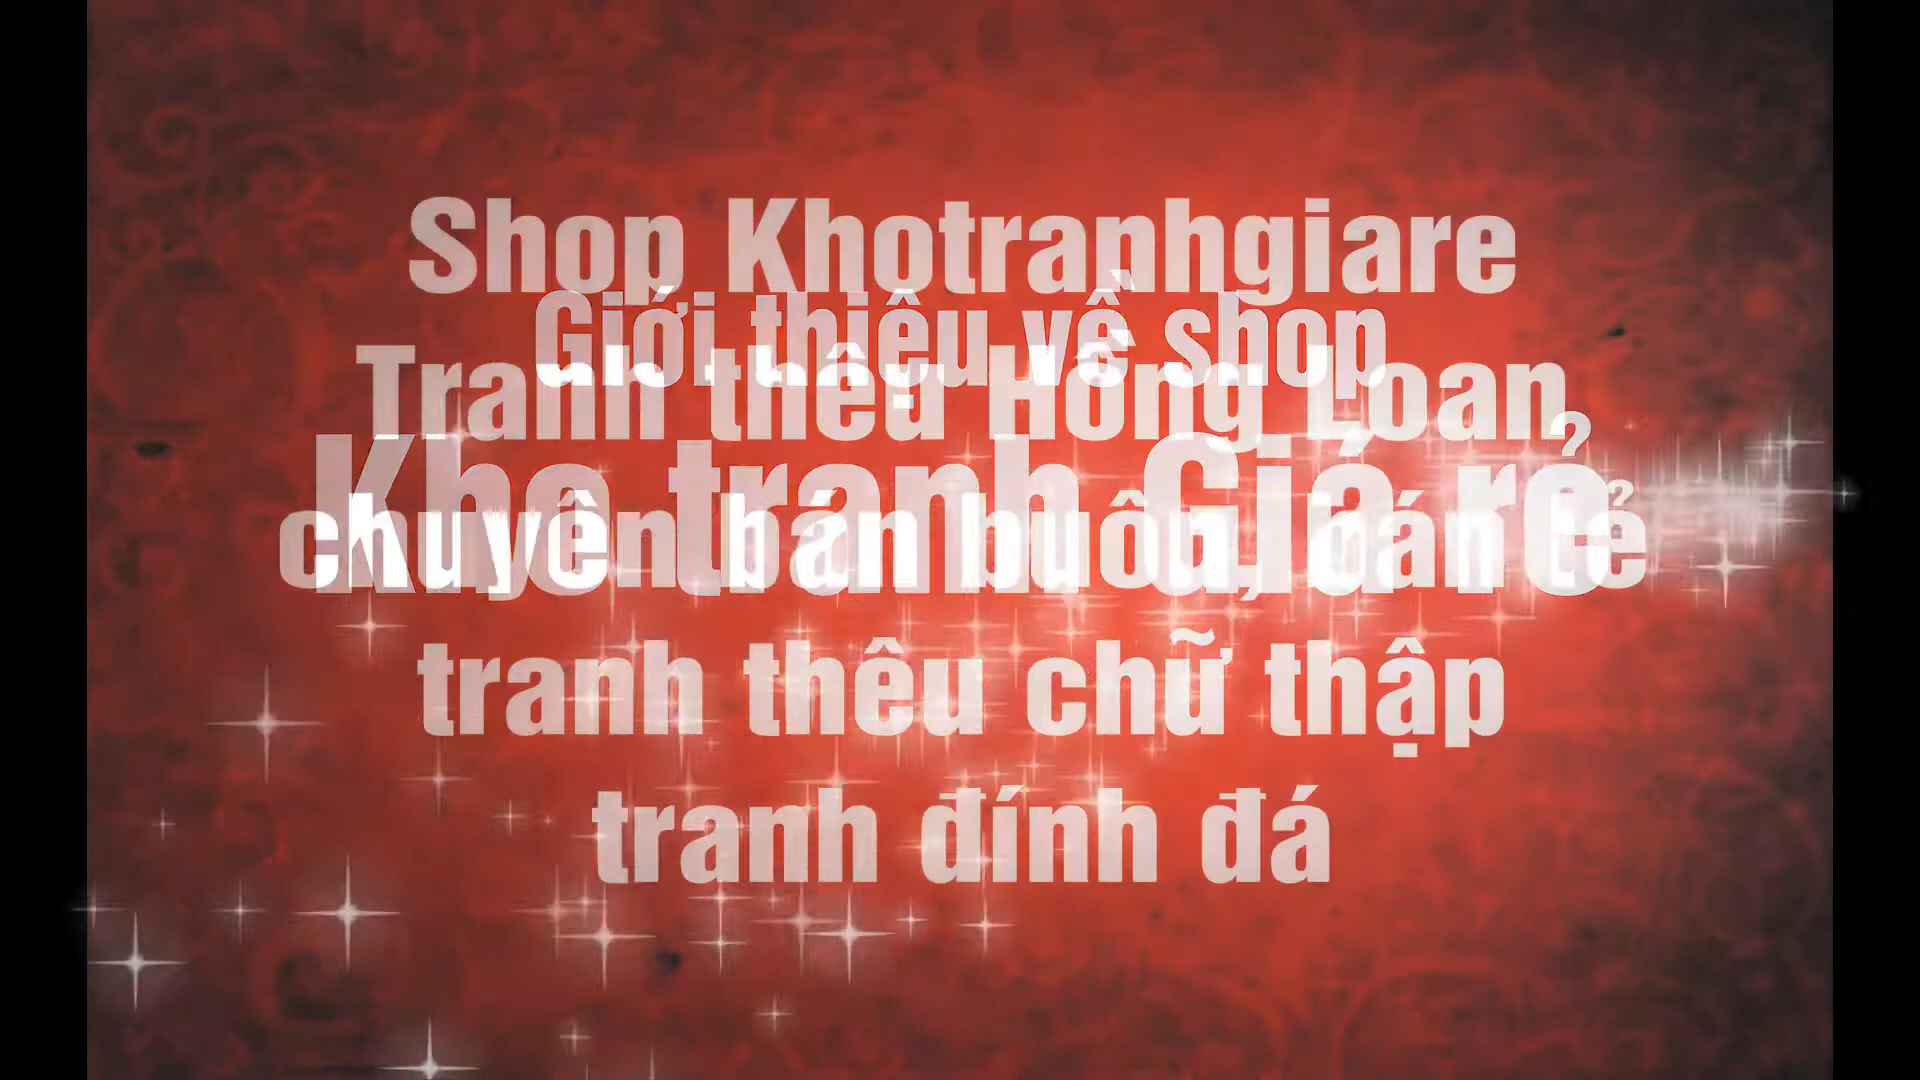 Shop Khotranhgiare
Giới thiệu về shop
Tranh thêu Hồng Loan
Kho tranh Giá rẻ
chuyên bán buôn, bán lẻ
tranh thêu chữ thập
tranh đính đá